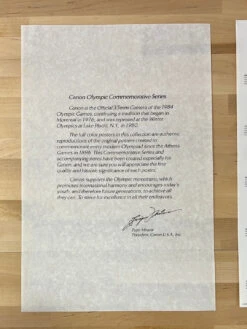 Canon Olympic Commemorative Series
Canon is the Official 35mm Camera of the 1984
Olympic Games, continuing a tradition that began in
Montreal in 1976, and was repeated at the Winter
Olympics at Lake Placid, N.Y., in 1980.
The full color posters in this collection are authentic
reproductions of the original posters created to
commemorate every modern Olympiad since the Athens
Games in 1896. This Commemorative Series and
accompanying cases have been created especially for
Canon, and we are sure you will appreciate the fine
quality and historic significance of each poster.
Canon supports the Olympic movement, which
promotes international harmony and encourages today's
youth, and therefore future generations, to achieve all
they can. To strive for excellence in all their endeavors.
President, Canon U.S.A., Inc.